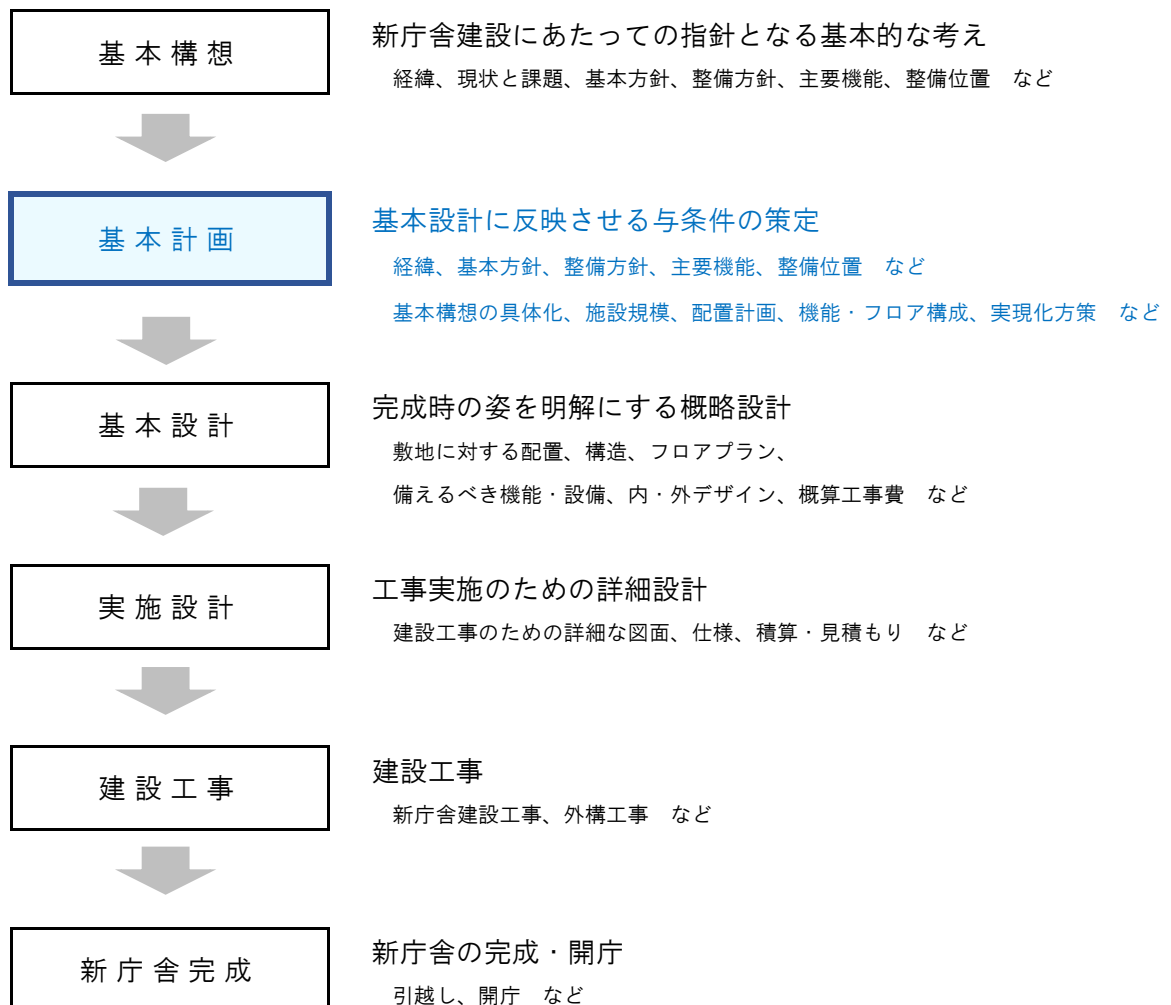 基本構想
新庁舎建設にあたっての指針となる基本的な考え
経緯、現状と課題、基本方針、整備方針、主要機能、整備位置　など
基本計画
基本設計に反映させる与条件の策定
経緯、基本方針、整備方針、主要機能、整備位置　など
基本構想の具体化、施設規模、配置計画、機能・フロア構成、実現化方策　など
基本設計
完成時の姿を明解にする概略設計
敷地に対する配置、構造、フロアプラン、
備えるべき機能・設備、内・外デザイン、概算工事費　など
実施設計
工事実施のための詳細設計
建設工事のための詳細な図面、仕様、積算・見積もり　など
建設工事
建設工事
新庁舎建設工事、外構工事　など
新庁舎完成
新庁舎の完成・開庁
引越し、開庁　など